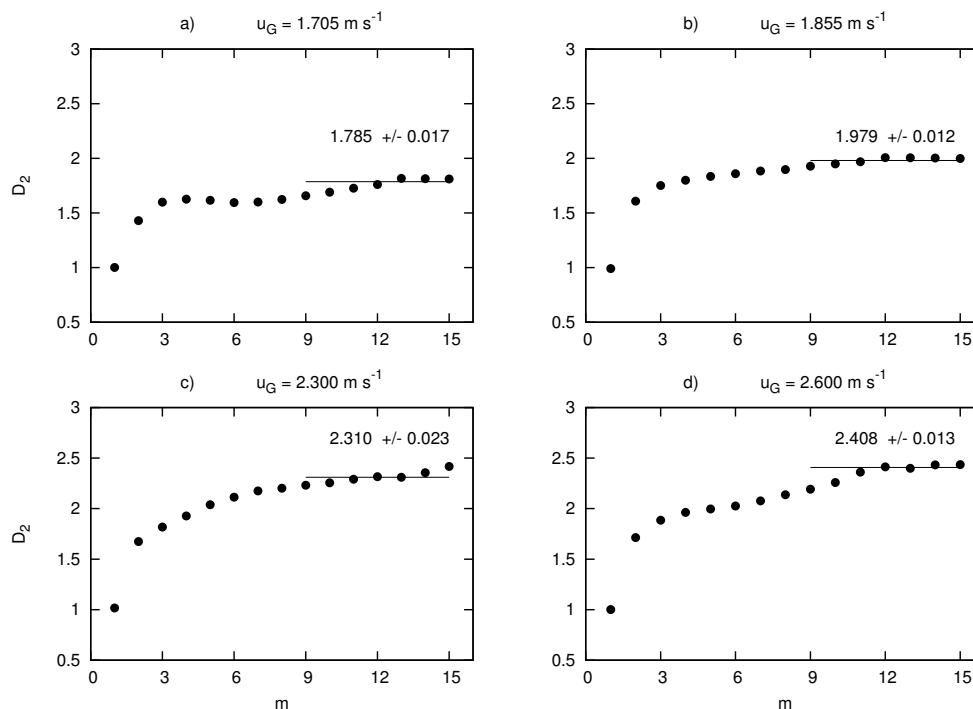 a) u_G = 1.705 m s^-1
3
2.5
2
1.5
1
0.5
D_2
1.785 +/- 0.017
0 3 6 9 12 15
b) u_G = 1.855 m s^-1
3
2.5
2
1.5
1
0.5
1.979 +/- 0.012
0 3 6 9 12 15
c) u_G = 2.300 m s^-1
3
2.5
2
1.5
1
0.5
D_2
2.310 +/- 0.023
0 3 6 9 12 15
m
d) u_G = 2.600 m s^-1
3
2.5
2
1.5
1
0.5
2.408 +/- 0.013
0 3 6 9 12 15
m